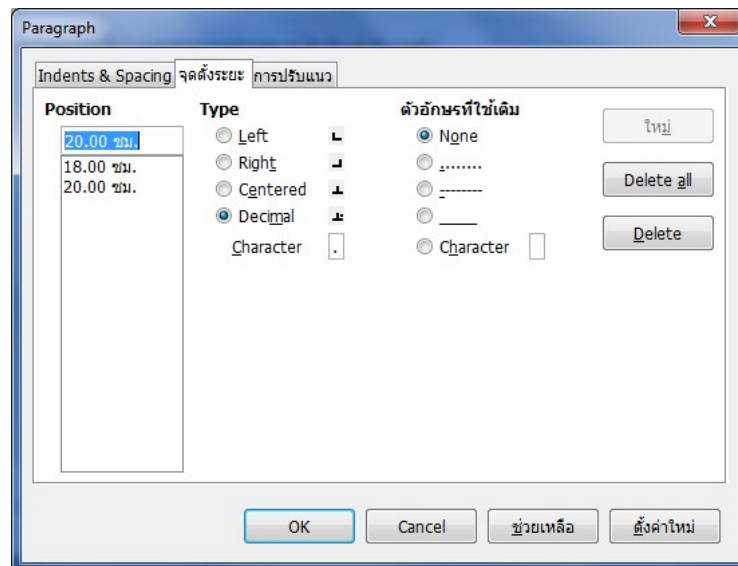 Paragraph
Indents & Spacing จุดตั้งระยะ การปรับแนว
Position Type ตัวอักษรที่ใช้เติม
20.00 ซม. Left None ใหม่
18.00 ซม. Right ........
20.00 ซม. Centered -------- Delete all
Decimal ____ Delete
Character . Character
OK Cancel ช่วยเหลือ ตั้งค่าใหม่